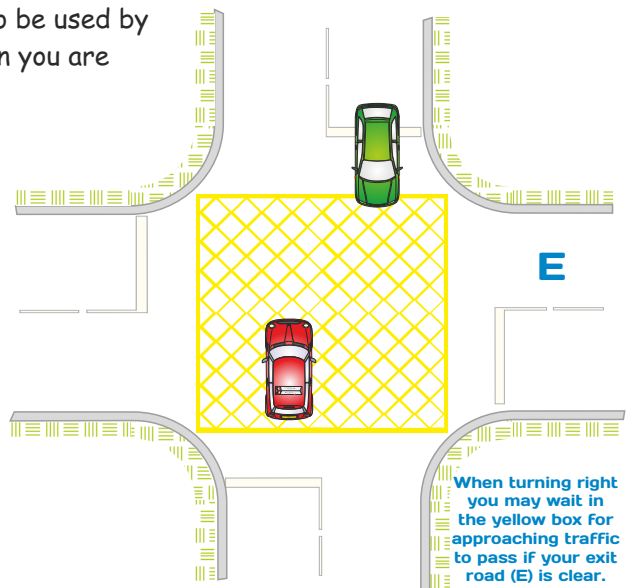 o be used by
n you are
E
When turning right
you may wait in
the yellow box for
approaching traffic
to pass if your exit
road (E) is clear.